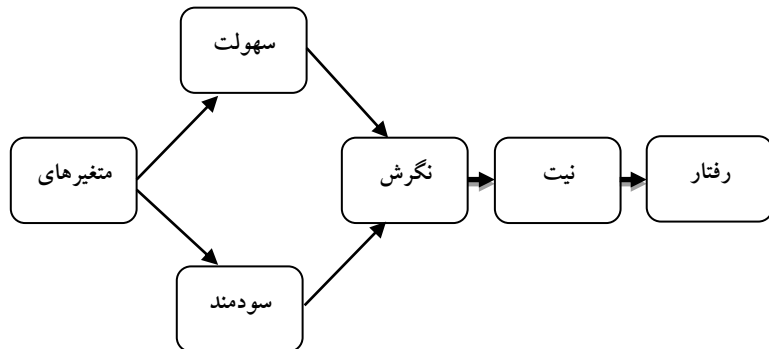 سهولت
متغیرهای
نگرش
نیت
رفتار
سودمند